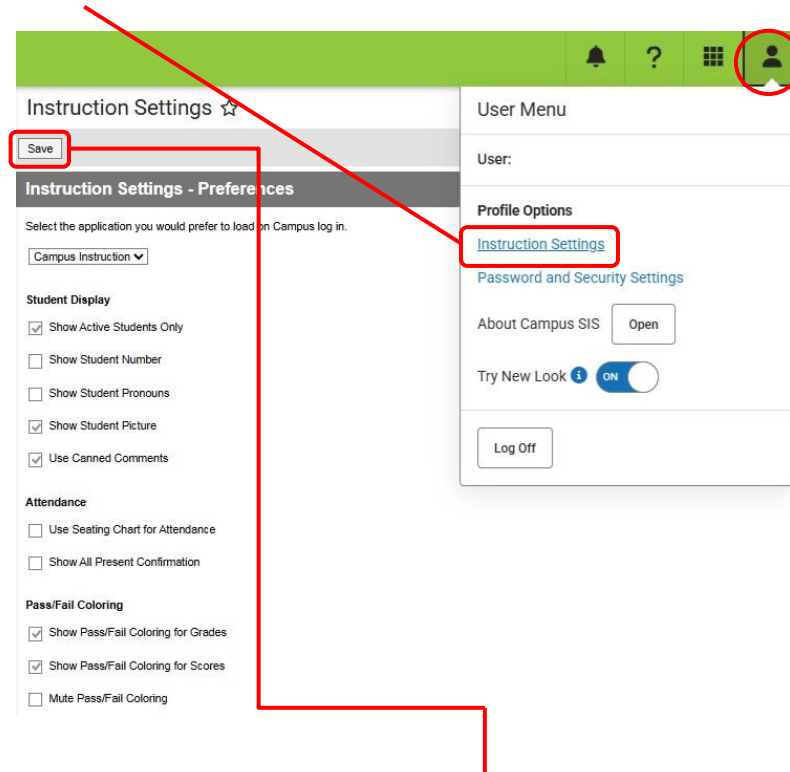 ?
Instruction Settings
Save
Instruction Settings - Preferences
Select the application you would prefer to load on Campus log in.
Campus Instruction
Student Display
Show Active Students Only
Show Student Number
Show Student Pronouns
Show Student Picture
Use Canned Comments
Attendance
Use Seating Chart for Attendance
Show All Present Confirmation
Pass/Fail Coloring
Show Pass/Fail Coloring for Grades
Show Pass/Fail Coloring for Scores
Mute Pass/Fail Coloring
User Menu
User:
Profile Options
Instruction Settings
Password and Security Settings
About Campus SIS Open
Try New Look i ON
Log Off